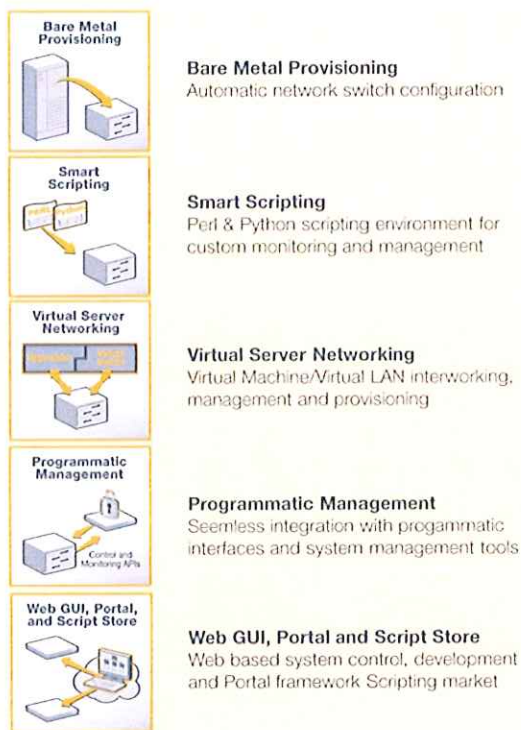 Bare Metal
Provisioning
Bare Metal Provisioning
Automatic network switch configuration
Smart
Scripting
PERL
Python
Smart Scripting
Perl & Python scripting environment for
custom monitoring and management
Virtual Server
Networking
Virtual Server Networking
Virtual Machine/Virtual LAN interworking,
management and provisioning
Programmatic
Management
Control and
Monitoring APIs
Programmatic Management
Seemless integration with progammatic
interfaces and system management tools
Web GUI, Portal,
and Script Store
Web GUI, Portal and Script Store
Web based system control, development
and Portal framework Scripting market